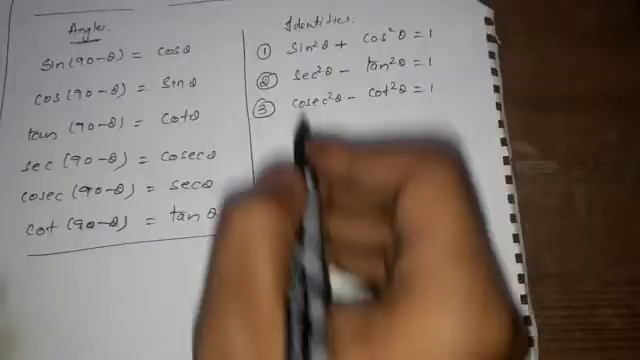 Angles
sin(90-θ) = cosθ
cos(90-θ) = sinθ
tan (90-θ) = cotθ
sec (90-θ) = cosecθ
cosec (90-θ) = secθ
cot (90-θ) = tanθ
Identities.
① sin²θ + cos²θ = 1
② sec²θ - tan²θ = 1
③ cosec²θ - cot²θ = 1